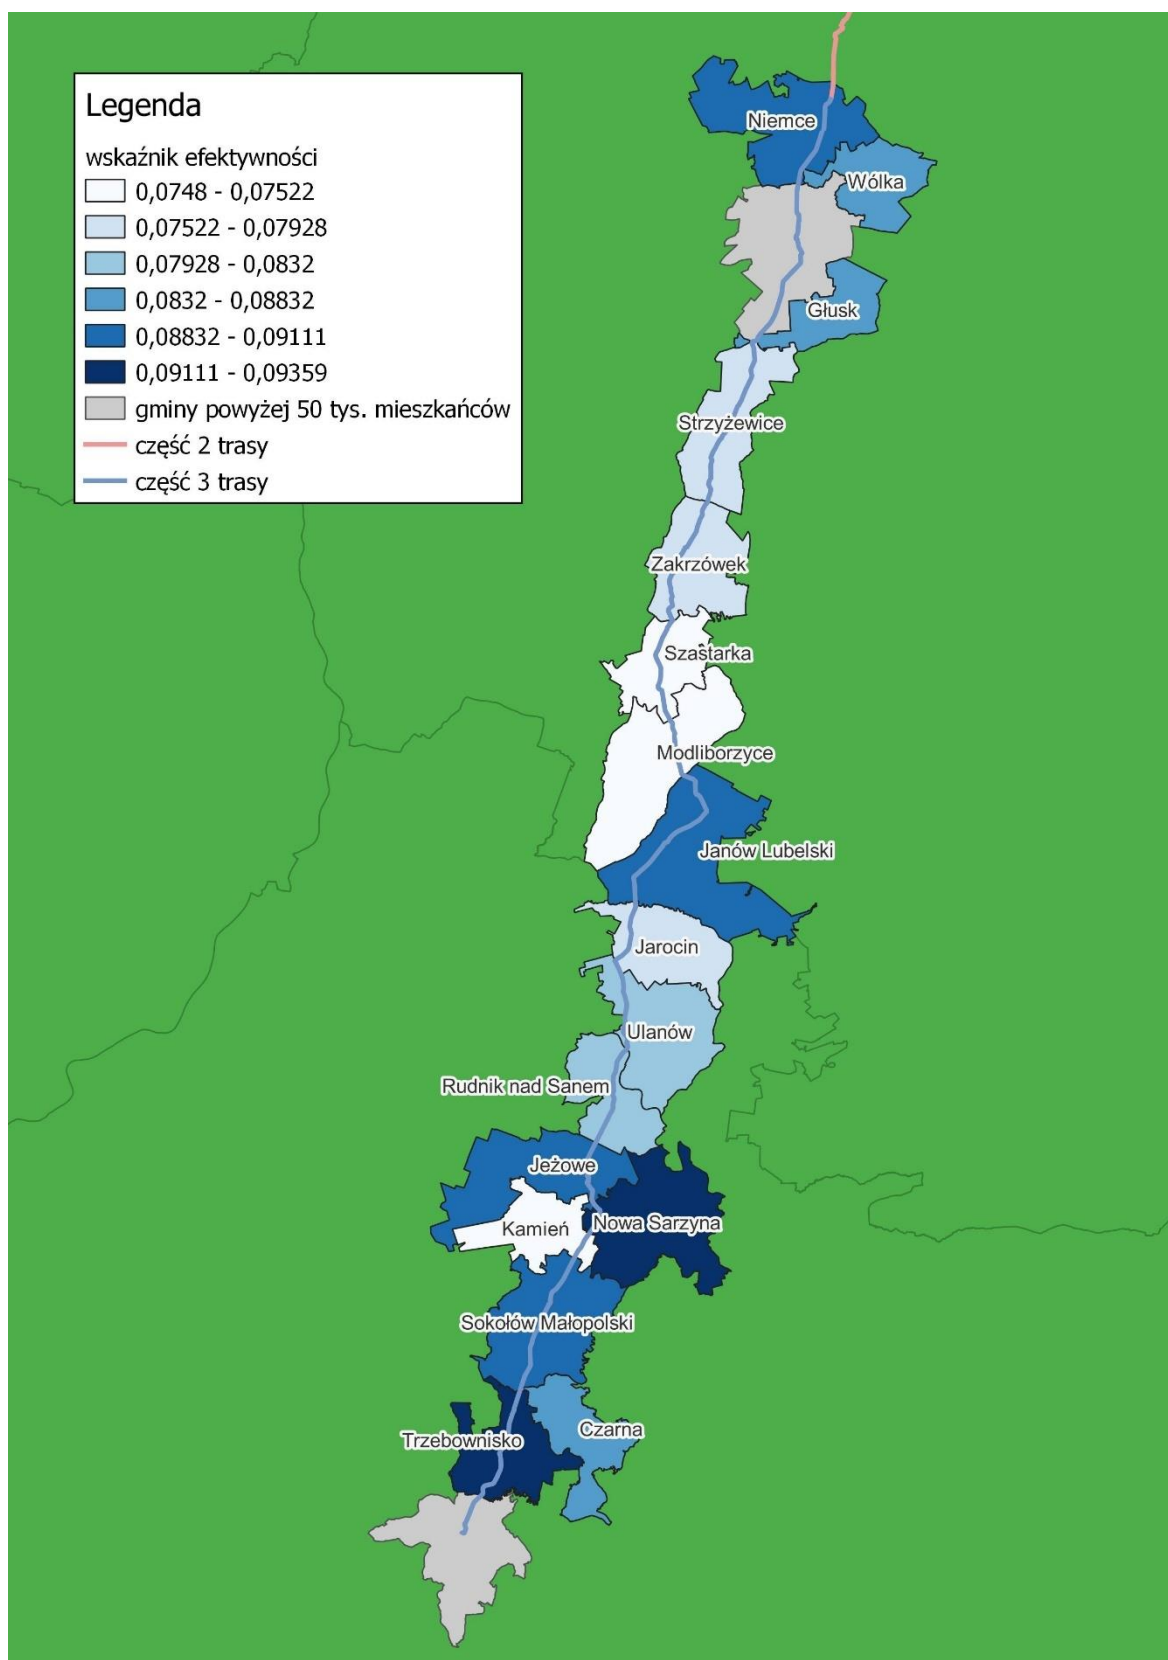 Legenda
wskaźnik efektywności
0,0748 - 0,07522
0,07522 - 0,07928
0,07928 - 0,0832
0,0832 - 0,08832
0,08832 - 0,09111
0,09111 - 0,09359
gminy powyżej 50 tys. mieszkańców
część 2 trasy
część 3 trasy
Niemce
Wólka
Głusk
Strzyżewice
Zakrzówek
Szastarka
Modliborzyce
Janów Lubelski
Jarocin
Ulanów
Rudnik nad Sanem
Jeżowe
Nowa Sarzyna
Kamień
Sokołów Małopolski
Czarna
Trzebownisko